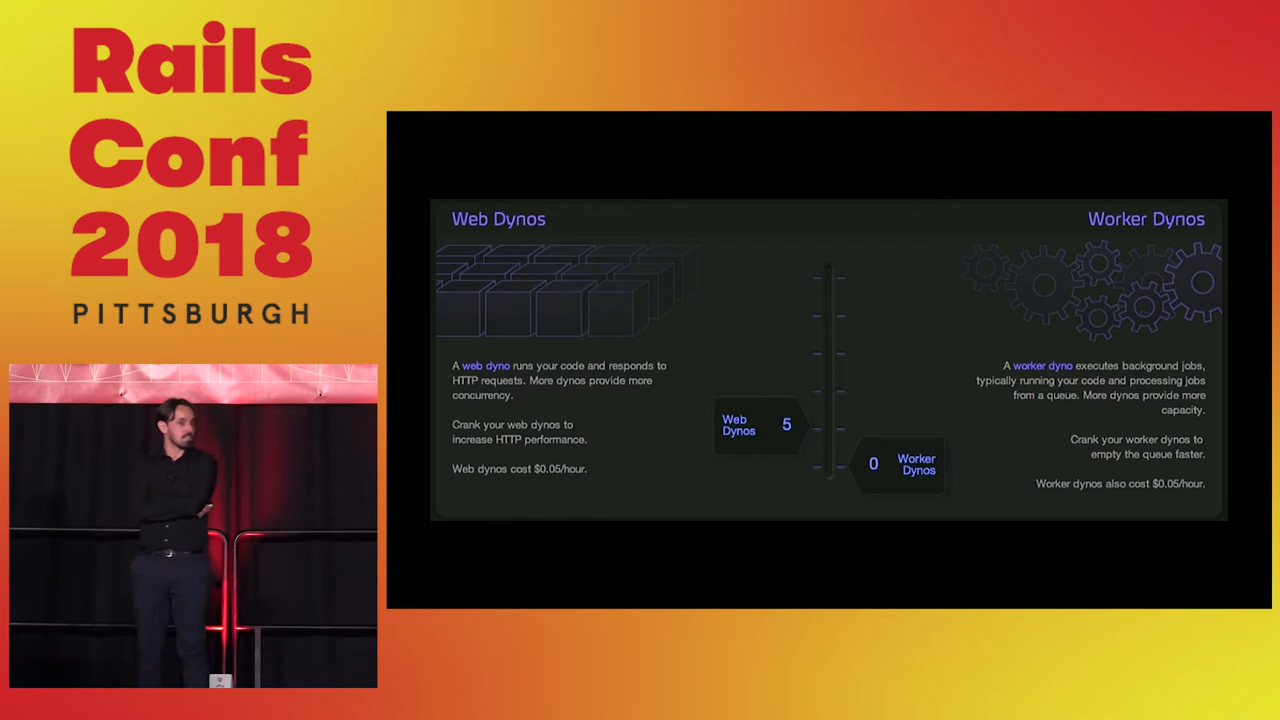 Rails
Conf
2018
PITTSBURGH
Web Dynos
Worker Dynos
A web dyno runs your code and responds to
HTTP requests. More dynos provide more
concurrency.
Crank your web dynos to
increase HTTP performance.
Web dynos cost $0.05/hour.
Web
Dynos
5
0
Worker
Dynos
A worker dyno executes background jobs,
typically running your code and processing jobs
from a queue. More dynos provide more
capacity.
Crank your worker dynos to
empty the queue faster.
Worker dynos also cost $0.05/hour.